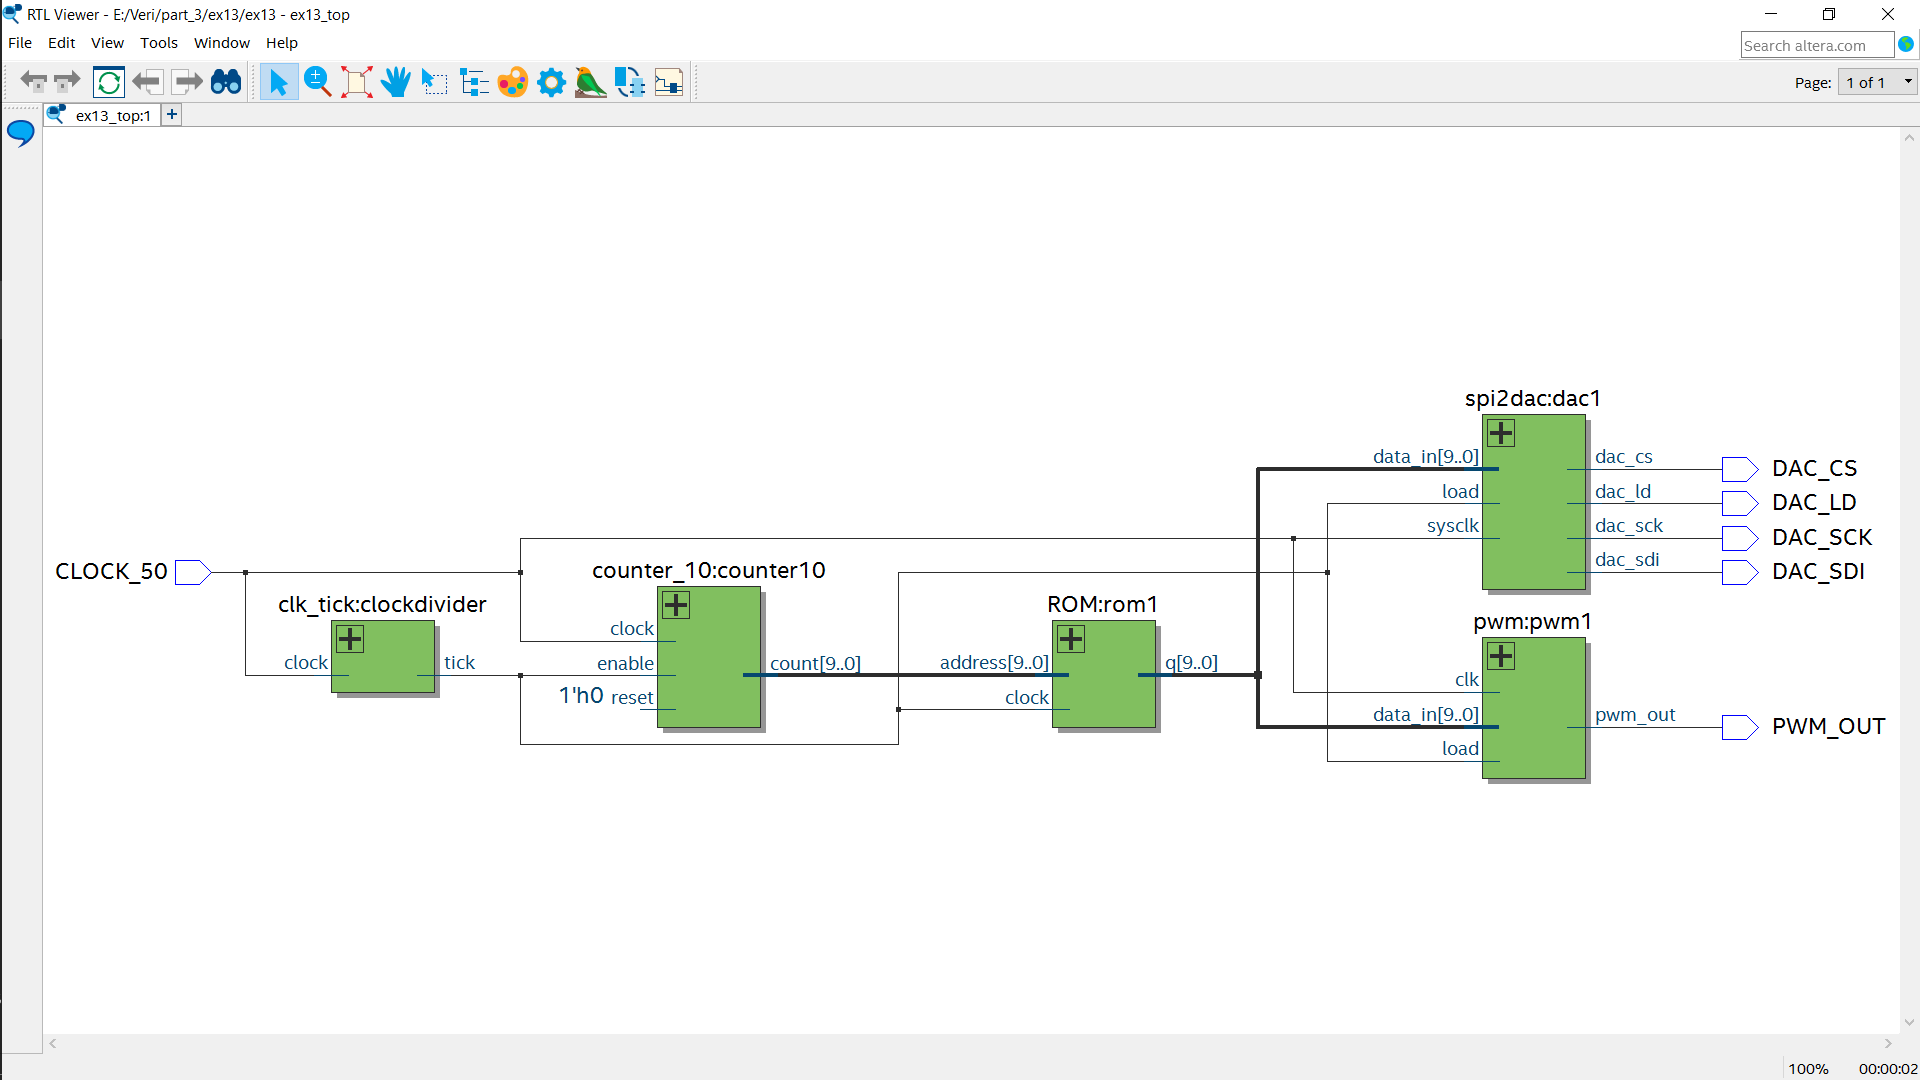 RTL Viewer - E:/Veri/part_3/ex13/ex13 - ex13_top
File Edit View Tools Window Help
Search altera.com
Page: 1 of 1
ex13_top:1 +
spi2dac:dac1
data_in[9..0] dac_cs DAC_CS
load dac_ld DAC_LD
sysclk dac_sck DAC_SCK
dac_sdi DAC_SDI
CLOCK_50
counter_10:counter10
clk_tick:clockdivider
ROM:rom1
pwm:pwm1
clock
clock tick
enable count[9..0]
1'h0 reset
address[9..0] q[9..0]
clock
clk
data_in[9..0] pwm_out PWM_OUT
load
100% 00:00:02